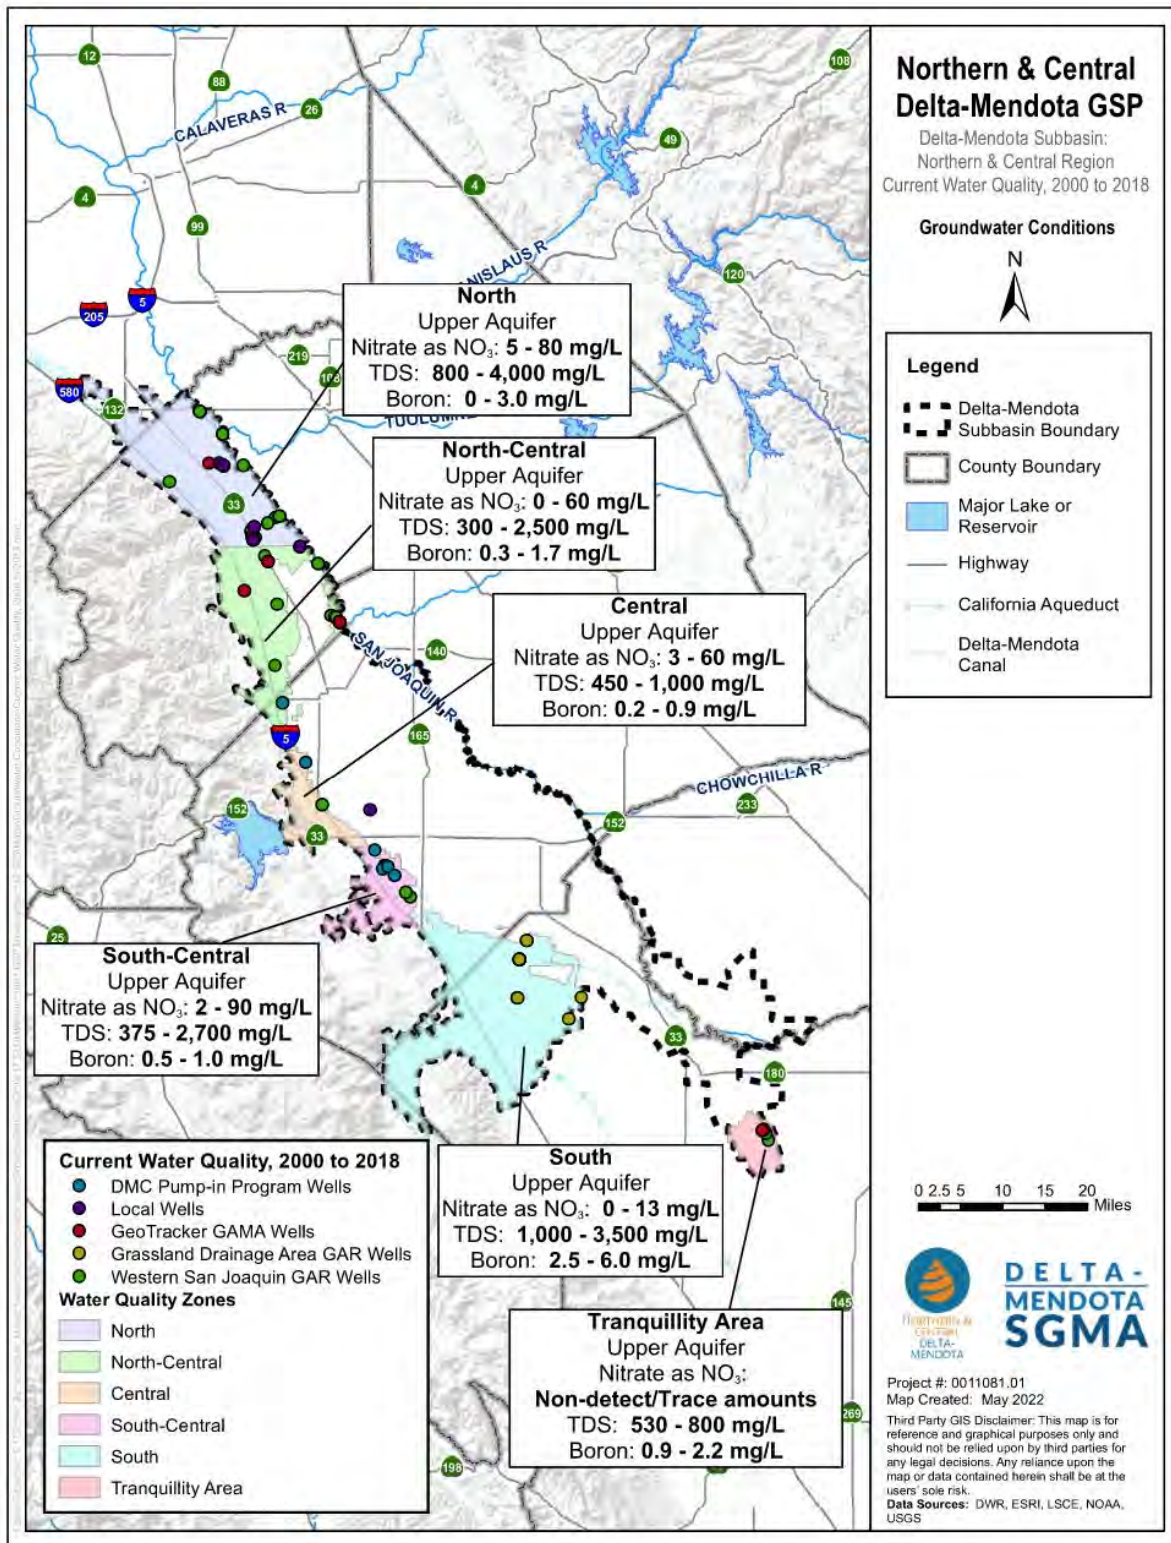 Northern & Central
Delta-Mendota GSP
Delta-Mendota Subbasin:
Northern & Central Region
Current Water Quality, 2000 to 2018
Groundwater Conditions
N
Legend
Delta-Mendota
Subbasin Boundary
County Boundary
Major Lake or
Reservoir
Highway
California Aqueduct
Delta-Mendota
Canal
0 2.5 5 10 15 20
Miles
NORTHERN &
CENTRAL
DELTA-
MENDOTA
DELTA-
MENDOTA
SGMA
Project #: 0011081.01
Map Created: May 2022
Third Party GIS Disclaimer: This map is for
reference and graphical purposes only and
should not be relied upon by third parties for
any legal decisions. Any reliance upon the
map or data contained herein shall be at the
users' sole risk.
Data Sources: DWR, ESRI, LSCE, NOAA,
USGS
12
88
108
26
CALAVERAS R
49
4
4
99
120
5
205
219
580
132
33
140
SAN JOAQUIN R
5
165
CHOWCHILLA R
233
152
152
33
25
33
180
145
269
198
North
Upper Aquifer
Nitrate as NO₃: 5 - 80 mg/L
TDS: 800 - 4,000 mg/L
Boron: 0 - 3.0 mg/L
North-Central
Upper Aquifer
Nitrate as NO₃: 0 - 60 mg/L
TDS: 300 - 2,500 mg/L
Boron: 0.3 - 1.7 mg/L
Central
Upper Aquifer
Nitrate as NO₃: 3 - 60 mg/L
TDS: 450 - 1,000 mg/L
Boron: 0.2 - 0.9 mg/L
South-Central
Upper Aquifer
Nitrate as NO₃: 2 - 90 mg/L
TDS: 375 - 2,700 mg/L
Boron: 0.5 - 1.0 mg/L
South
Upper Aquifer
Nitrate as NO₃: 0 - 13 mg/L
TDS: 1,000 - 3,500 mg/L
Boron: 2.5 - 6.0 mg/L
Tranquillity Area
Upper Aquifer
Nitrate as NO₃:
Non-detect/Trace amounts
TDS: 530 - 800 mg/L
Boron: 0.9 - 2.2 mg/L
Current Water Quality, 2000 to 2018
DMC Pump-in Program Wells
Local Wells
GeoTracker GAMA Wells
Grassland Drainage Area GAR Wells
Western San Joaquin GAR Wells
Water Quality Zones
North
North-Central
Central
South-Central
South
Tranquillity Area